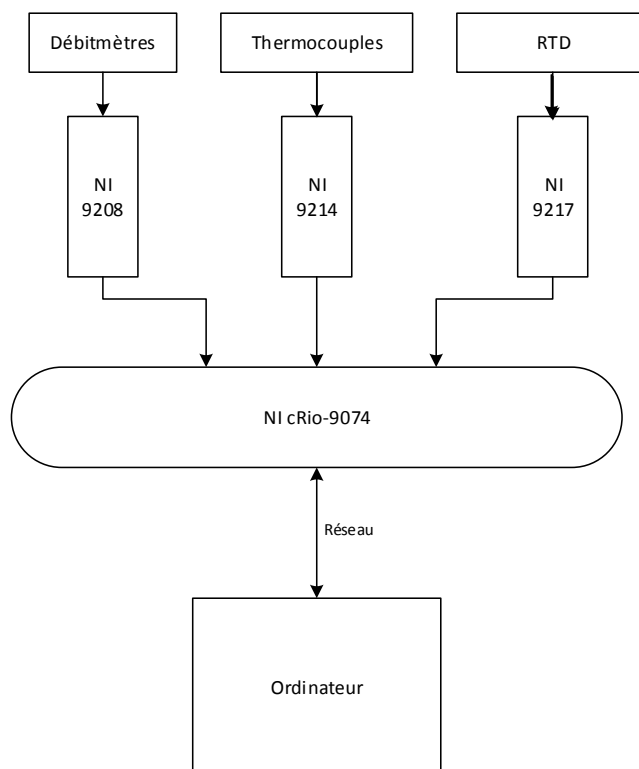 Débitmètres
Thermocouples
RTD
NI
9208
NI
9214
NI
9217
NI cRio-9074
Réseau
Ordinateur